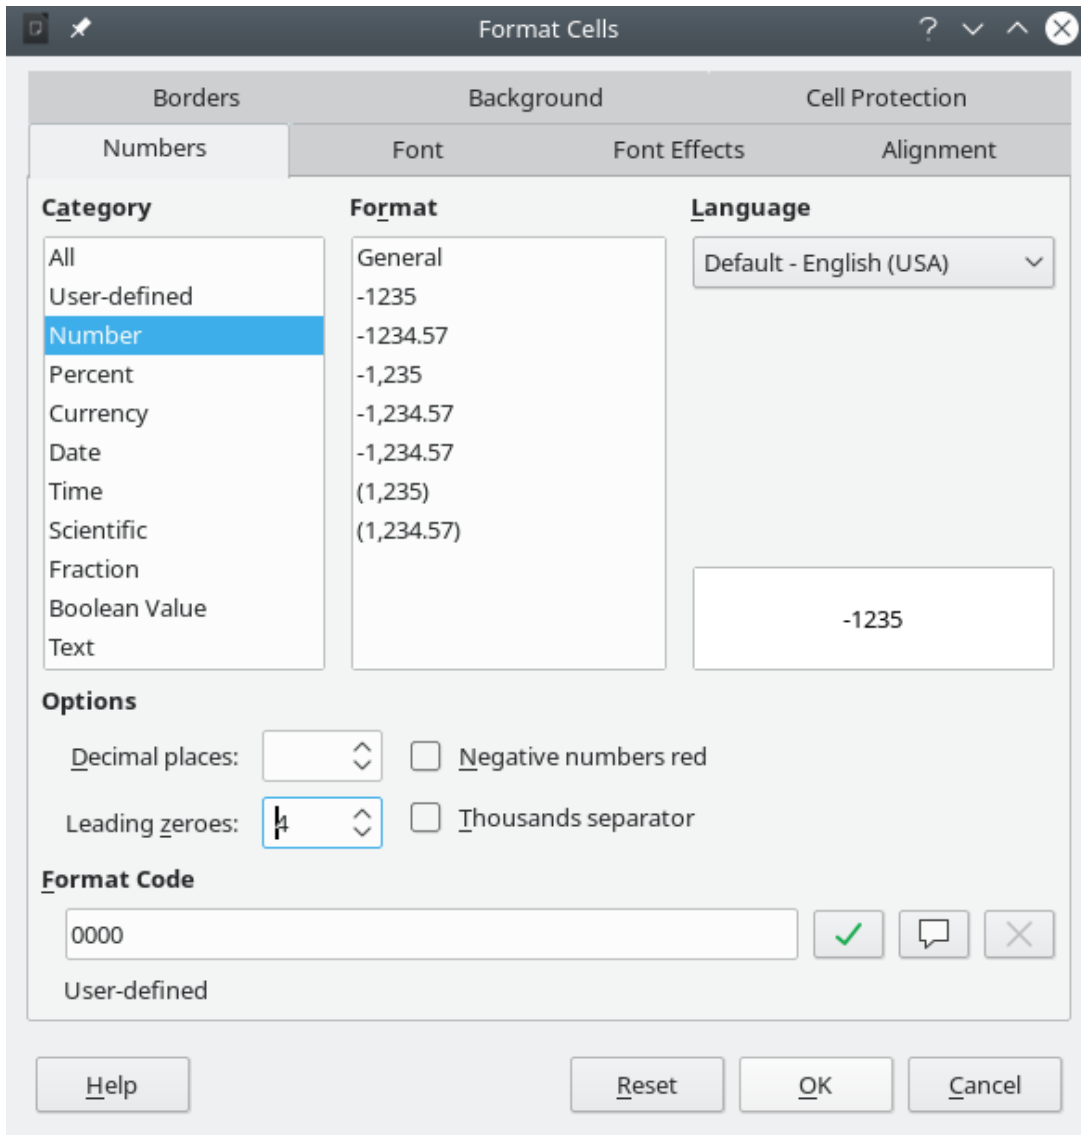 Format Cells
Borders Background Cell Protection
Numbers Font Font Effects Alignment
Category
All
User-defined
Number
Percent
Currency
Date
Time
Scientific
Fraction
Boolean Value
Text
Format
General
-1235
-1234.57
-1,235
-1,234.57
-1,234.57
(1,235)
(1,234.57)
Language
Default - English (USA)
-1235
Options
Decimal places:
Negative numbers red
Leading zeroes: 4
Thousands separator
Format Code
0000
User-defined
Help Reset OK Cancel